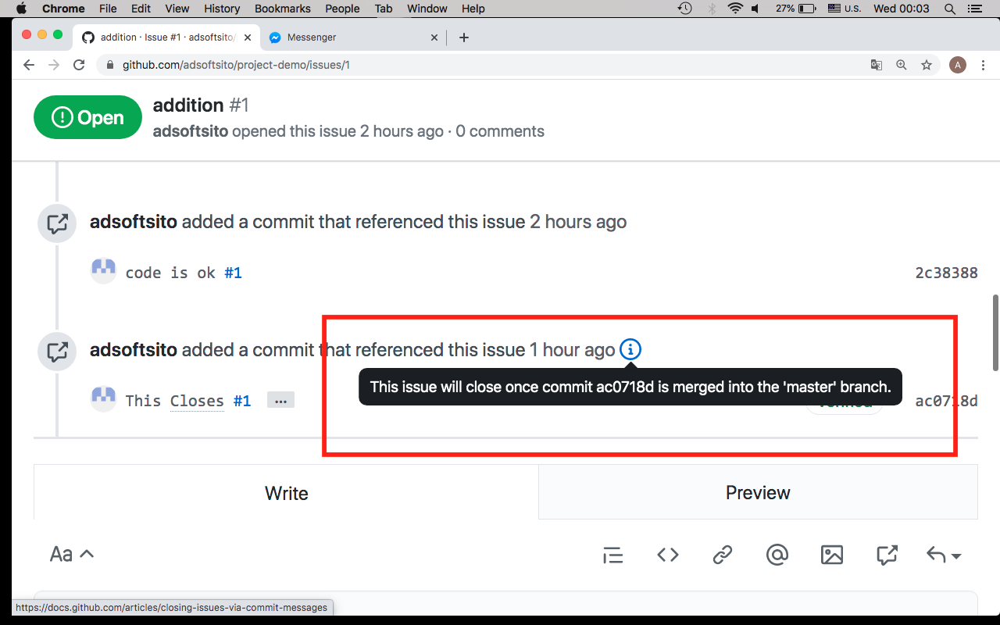 Chrome File Edit View History Bookmarks People Tab Window Help 27% U.S. Wed 00:03
addition · Issue #1 · adsoftsito/ Messenger
github.com/adsoftsito/project-demo/issues/1 A
Open
addition #1
adsoftsito opened this issue 2 hours ago · 0 comments
adsoftsito added a commit that referenced this issue 2 hours ago
code is ok #1 2c38388
adsoftsito added a commit that referenced this issue 1 hour ago
This issue will close once commit ac0718d is merged into the 'master' branch.
This Closes #1 ... ac0718d
Write Preview
Aa
https://docs.github.com/articles/closing-issues-via-commit-messages